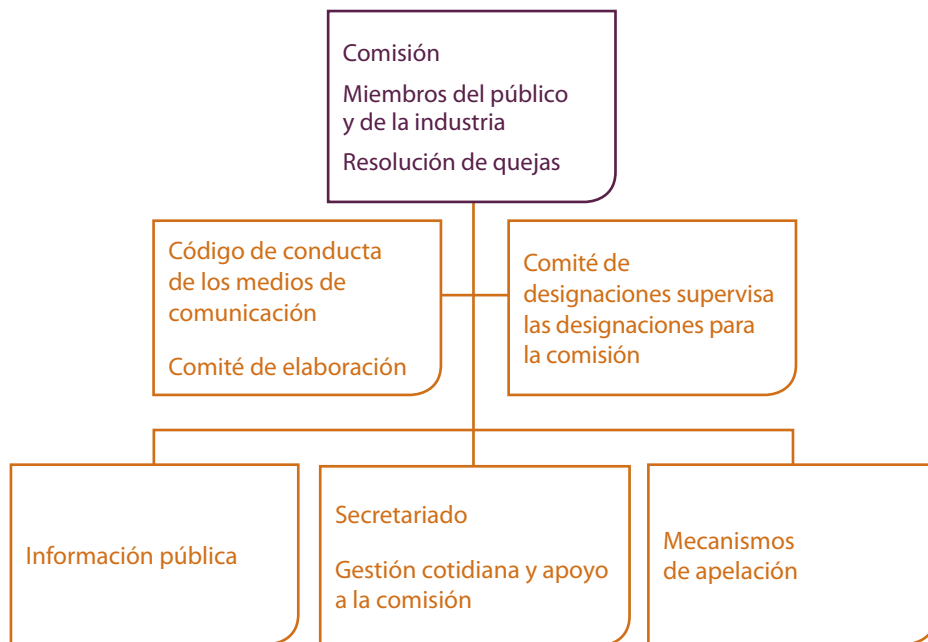 Comisión
Miembros del público
y de la industria
Resolución de quejas
Código de conducta
de los medios de
comunicación
Comité de elaboración
Comité de
designaciones supervisa
las designaciones para
la comisión
Información pública
Secretariado
Gestión cotidiana y apoyo
a la comisión
Mecanismos
de apelación